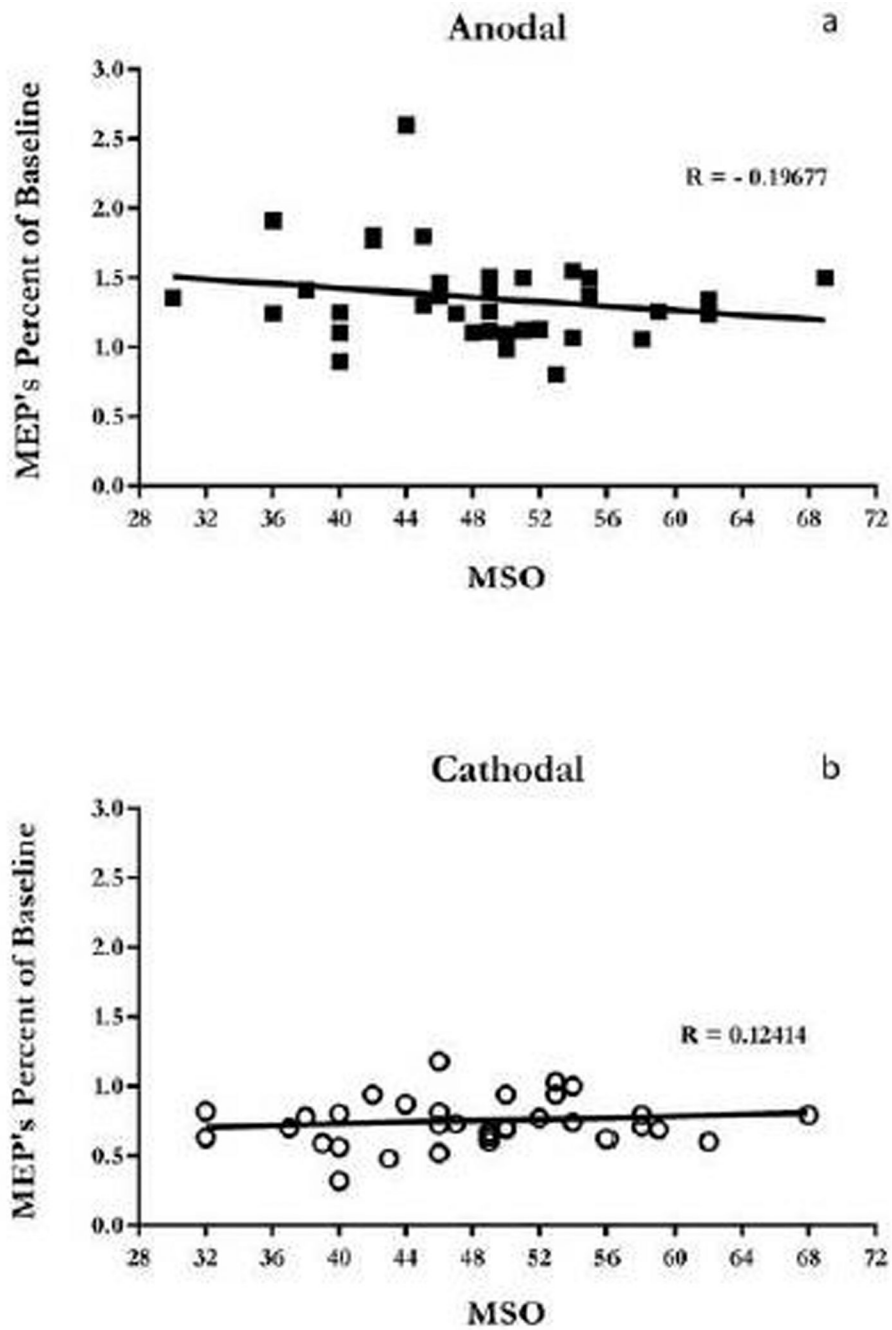 Anodal
a
MEP's Percent of Baseline
3.0
2.5
2.0
1.5
1.0
0.5
0.0
R = - 0.19677
28 32 36 40 44 48 52 56 60 64 68 72
MSO
Cathodal
b
MEP's Percent of Baseline
3.0
2.5
2.0
1.5
1.0
0.5
0.0
R = 0.12414
28 32 36 40 44 48 52 56 60 64 68 72
MSO